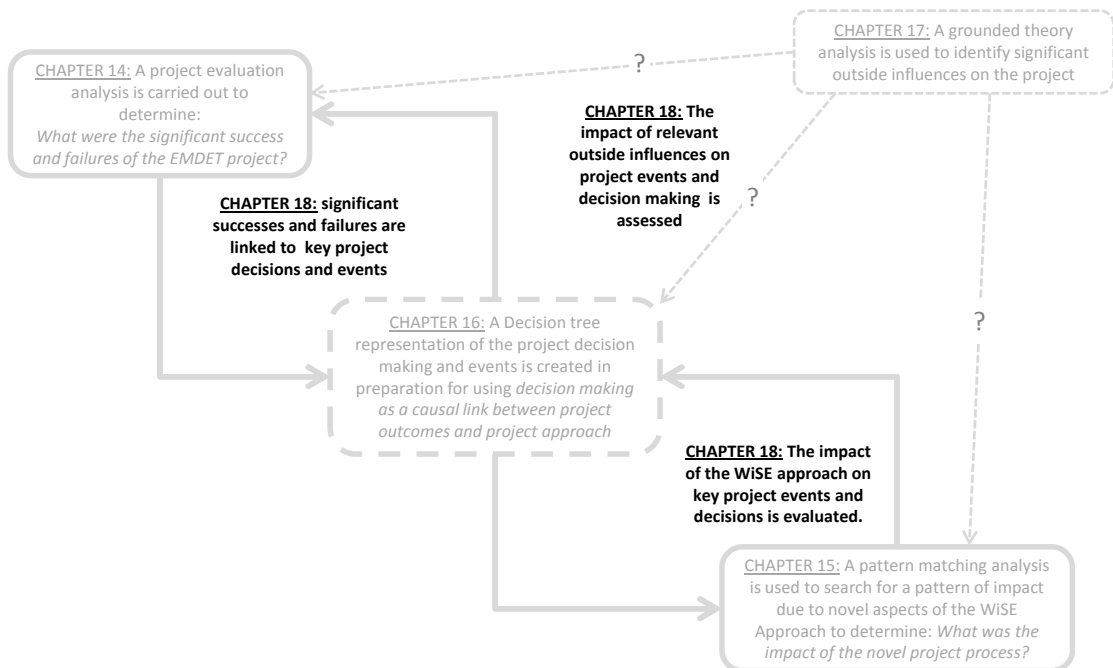 CHAPTER 17: A grounded theory
analysis is used to identify significant
outside influences on the project
CHAPTER 14: A project evaluation
analysis is carried out to
determine:
What were the significant success
and failures of the EMDET project?
?
CHAPTER 18: The
impact of relevant
outside influences on
project events and
decision making  is
assessed
?
CHAPTER 18: significant
successes and failures are
linked to  key project
decisions and events
CHAPTER 16: A Decision tree
representation of the project decision
making and events is created in
preparation for using decision making
as a causal link between project
outcomes and project approach
?
CHAPTER 18: The impact
of the WiSE approach on
key project events and
decisions is evaluated.
CHAPTER 15: A pattern matching analysis
is used to search for a pattern of impact
due to novel aspects of the WiSE
Approach to determine: What was the
impact of the novel project process?